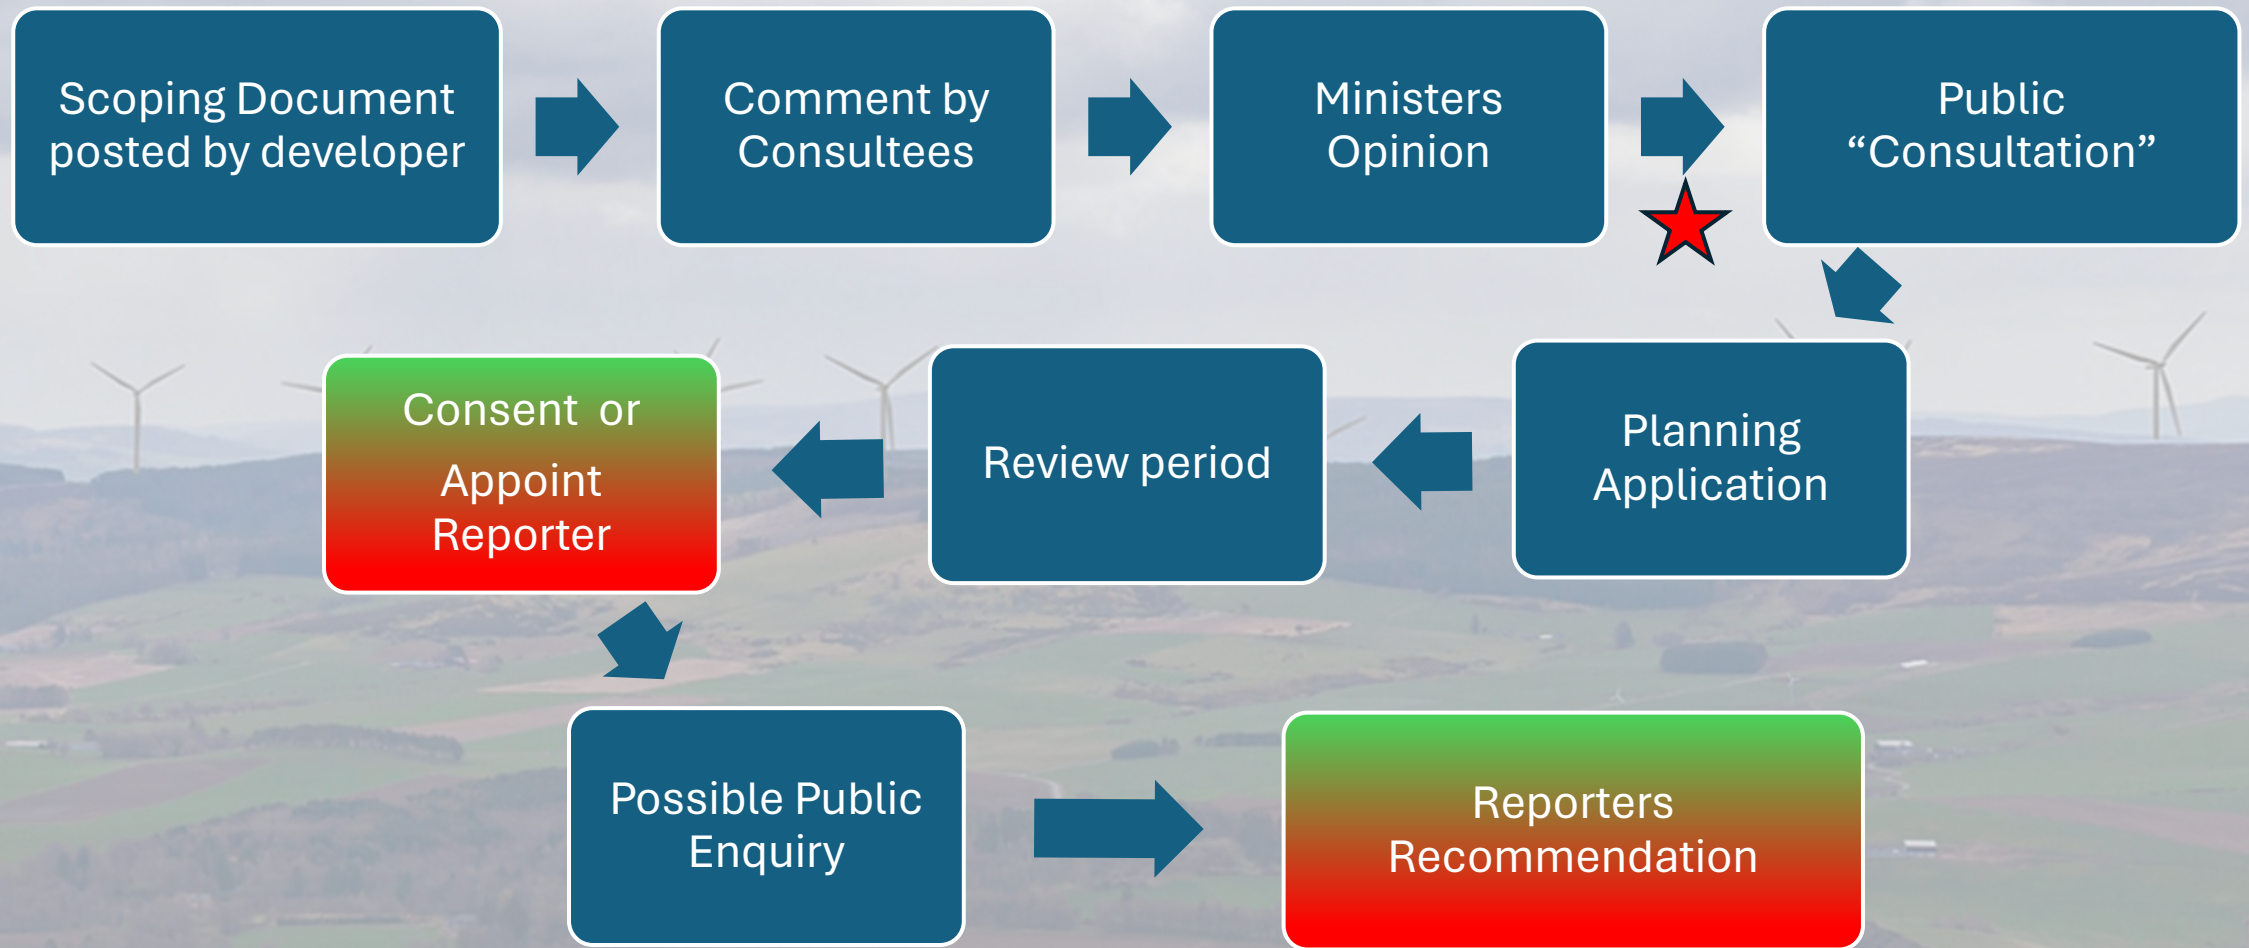 Scoping Document
posted by developer
Comment by
Consultees
Ministers
Opinion
Public
“Consultation”
Planning
Application
Review period
Consent or
Appoint
Reporter
Possible Public
Enquiry
Reporters
Recommendation